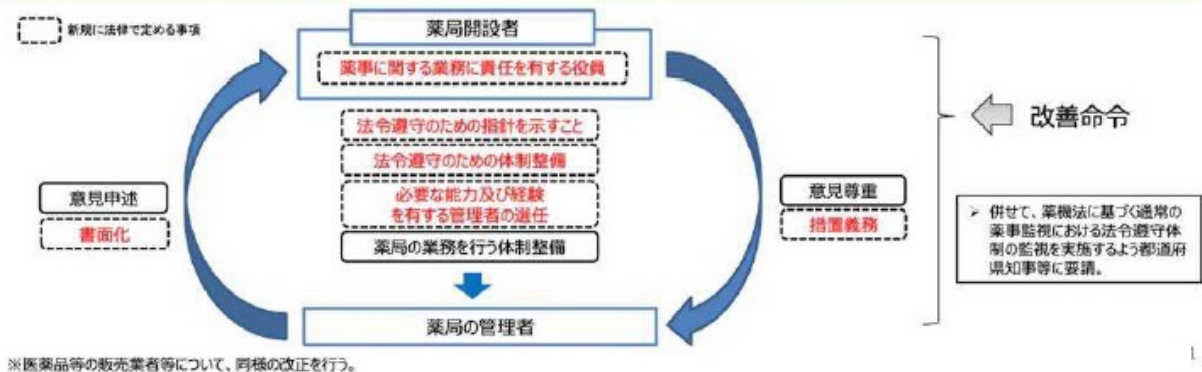 新規に法律で定める事項
薬局開設者
薬事に関する業務に責任を有する役員
法令遵守のための指針を示すこと
法令遵守のための体制整備
必要な能力及び経験
を有する管理者の選任
薬局の業務を行う体制整備
意見申述
書面化
意見尊重
措置義務
薬局の管理者
改善命令
➢ 併せて、薬機法に基づく通常の
薬事監視における法令遵守体
制の監視を実施するよう都道府
県知事等に要請。
※医薬品等の販売業者等について、同様の改正を行う。
1